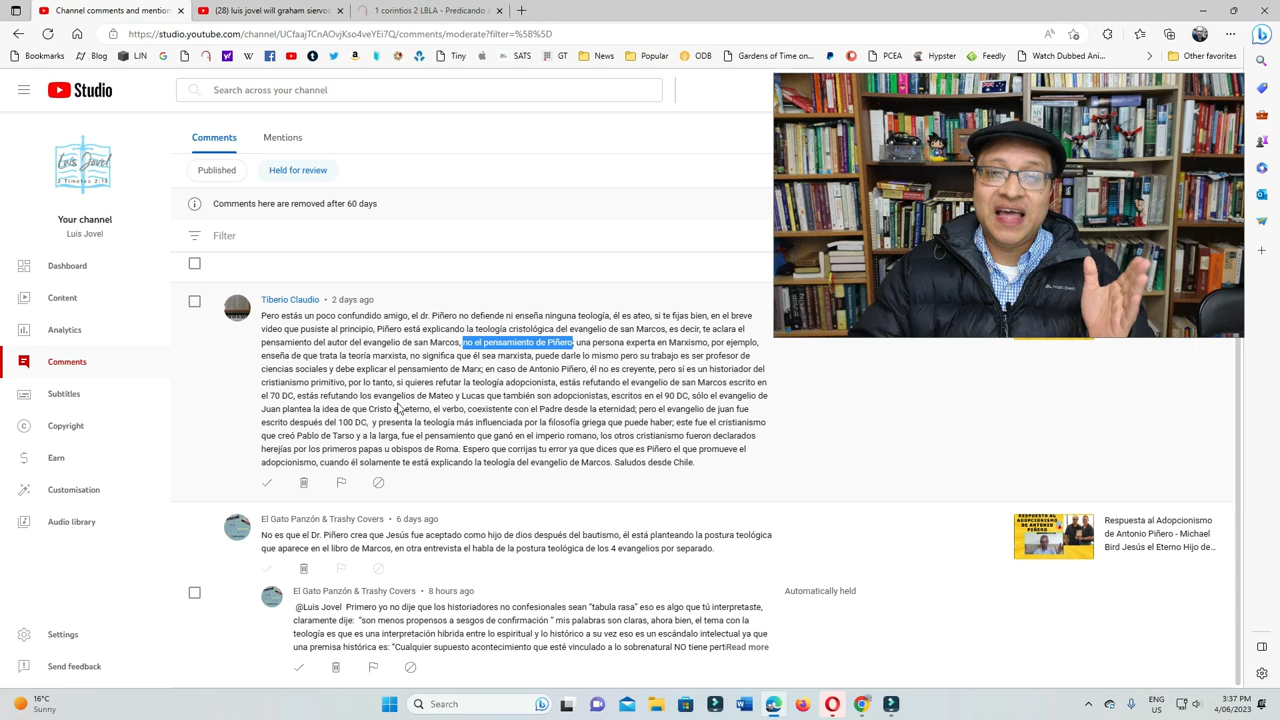 Channel comments and mentions
(28) luis jovel will graham siervos
1 corintios 2 LBLA - Predicando s
https://studio.youtube.com/channel/UCfaajTCnAOvjKso4veYEi7Q/comments/moderate?filter=%5B%5D
Bookmarks
Blog
LJN
News
Popular
ODB
Gardens of Time on...
PCEA
Hypster
Feedly
Watch Dubbed Ani...
Other favorites
Tiny
SATS
Studio
Search across your channel
Luis Jovel
2 Timoteo 2:15
Your channel
Luis Jovel
Dashboard
Content
Analytics
Comments
Subtitles
Copyright
Earn
Customisation
Audio library
Settings
Send feedback
Comments
Mentions
Published
Held for review
Comments here are removed after 60 days
Filter
Tiberio Claudio • 2 days ago
Pero estás un poco confundido amigo, el dr. Piñero no defiende ni enseña ninguna teología, él es ateo, si te fijas bien, en el breve
video que pusiste al principio, Piñero está explicando la teología cristológica del evangelio de san Marcos, es decir, te aclara el
pensamiento del autor del evangelio de san Marcos, no el pensamiento de Piñero; una persona experta en Marxismo, por ejemplo,
enseña de que trata la teoría marxista, no significa que él sea marxista, puede darle lo mismo pero su trabajo es ser profesor de
ciencias sociales y debe explicar el pensamiento de Marx; en caso de Antonio Piñero, él no es creyente, pero sí es un historiador del
cristianismo primitivo, por lo tanto, si quieres refutar la teología adopcionista, estás refutando el evangelio de san Marcos escrito en
el 70 DC, estás refutando los evangelios de Mateo y Lucas que también son adopcionistas, escritos en el 90 DC, sólo el evangelio de
Juan plantea la idea de que Cristo es eterno, el verbo, coexistente con el Padre desde la eternidad; pero el evangelio de juan fue
escrito después del 100 DC, y presenta la teología más influenciada por la filosofía griega que puede haber; este fue el cristianismo
que creó Pablo de Tarso y a la larga, fue el pensamiento que ganó en el imperio romano, los otros cristianismo fueron declarados
herejías por los primeros papas u obispos de Roma. Espero que corrijas tu error ya que dices que es Piñero el que promueve el
adopcionismo, cuando él solamente te está explicando la teología del evangelio de Marcos. Saludos desde Chile.
El Gato Panzón & Trashy Covers • 6 days ago
No es que el Dr. Piñero crea que Jesús fue aceptado como hijo de dios después del bautismo, él está planteando la postura teológica
que aparece en el libro de Marcos, en otra entrevista el habla de la postura teológica de los 4 evangelios por separado.
RESPUESTA AL
ADOPCIONISMO
DE ANTONIO
PIÑERO
Respuesta al Adopcionismo
de Antonio Piñero - Michael
Bird Jesús el Eterno Hijo de...
El Gato Panzón & Trashy Covers • 8 hours ago
Automatically held
@Luis Jovel Primero yo no dije que los historiadores no confesionales sean "tabula rasa" eso es algo que tú interpretaste,
claramente dije: "son menos propensos a sesgos de confirmación " mis palabras son claras, ahora bien, el tema con la
teología es que es una interpretación hibrida entre lo espiritual y lo histórico a su vez eso es un escándalo intelectual ya que
una premisa histórica es: "Cualquier supuesto acontecimiento que esté vinculado a lo sobrenatural NO tiene perti Read more
16°C
Sunny
Search
ENG
US
3:37 PM
4/06/2023